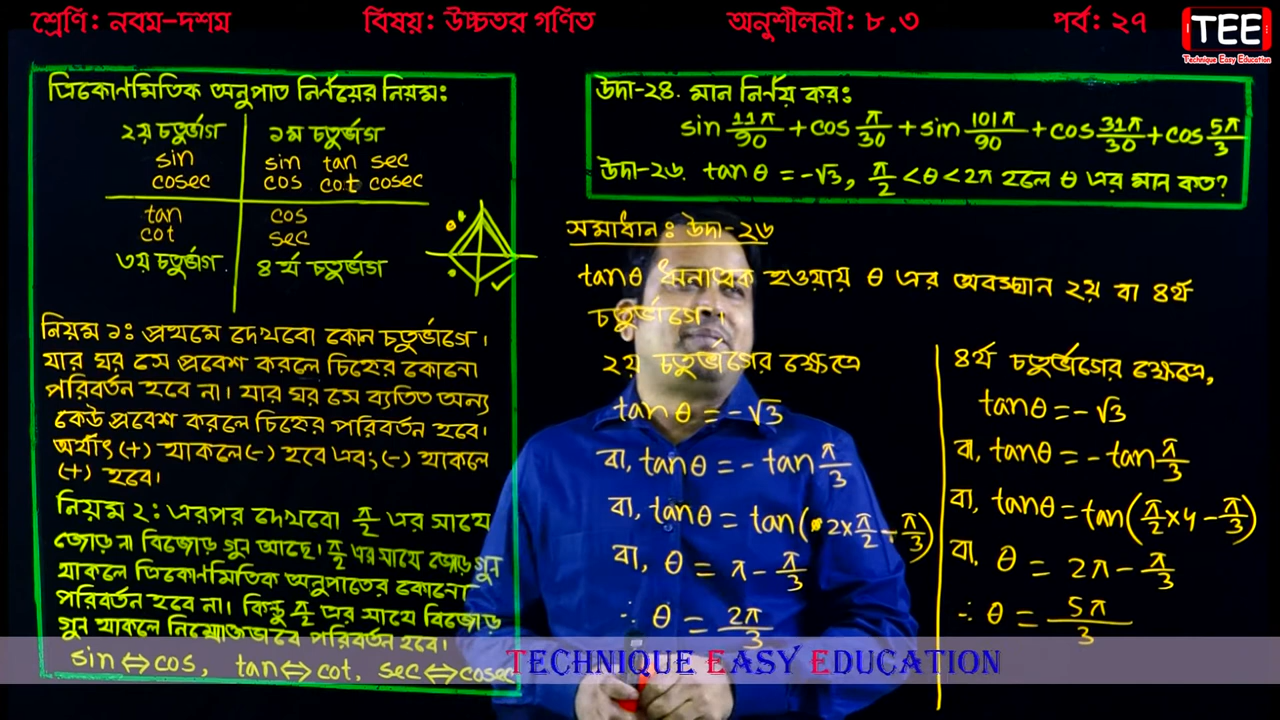 শ্রেণি: নবম-দশম
বিষয়: উচ্চতর গণিত
অনুশীলনী: ৮.৩
পর্ব: ২৭
TEE
Technique Easy Education
ত্রিকোণমিতিক অনুপাত নির্ণয়ের নিয়ম:
২য় চতুর্ভাগ ১ম চতুর্ভাগ
sin sin tan sec
cosec cos cot cosec
tan cos
cot sec
৩য় চতুর্ভাগ. ৪র্থ চতুর্ভাগ
নিয়ম ১: প্রথমে দেখবো কোন চতুর্ভাগে।
যার ঘর সে প্রবেশ করলে চিহ্নের কোনো
পরিবর্তন হবে না। যার ঘর সে ব্যতিত অন্য
কেউ প্রবেশ করলে চিহ্নের পরিবর্তন হবে।
অর্থাৎ (+) থাকলে (-) হবে এবং (-) থাকলে
(+) হবে।
নিয়ম ২: এরপর দেখবো π/2 এর সাথে
জোড় না বিজোড় গুন আছে। π/2 এর সাথে জোড় গুন
থাকলে ত্রিকোণমিতিক অনুপাতের কোনো
পরিবর্তন হবে না। কিন্তু π/2 এর সাথে বিজোড়
গুন থাকলে নিম্নোক্তভাবে পরিবর্তন হবে।
sin ⇔ cos, tan ⇔ cot, sec ⇔ cosec
উদা-২৪. মান নির্ণয় কর:
sin 11π/90 + cos π/30 + sin 101π/90 + cos 31π/30 + cos 5π/3
উদা-২৬. tan θ = -√3, π/2 < θ < 2π হলে θ এর মান কত?
সমাধান: উদা-২৬
tanθ ঋনাত্বক হওয়ায় θ এর অবস্থান ২য় বা ৪র্থ
চতুর্ভাগে।
২য় চতুর্ভাগের ক্ষেত্রে
tan θ = -√3
বা, tan θ = - tan π/3
বা, tan θ = tan (2 × π/2 - π/3)
বা, θ = π - π/3
∴ θ = 2π/3
৪র্থ চতুর্ভাগের ক্ষেত্রে,
tanθ = -√3
বা, tanθ = -tan π/3
বা, tanθ = tan (π/2 × 4 - π/3)
বা, θ = 2π - π/3
∴ θ = 5π/3
TECHNIQUE EASY EDUCATION